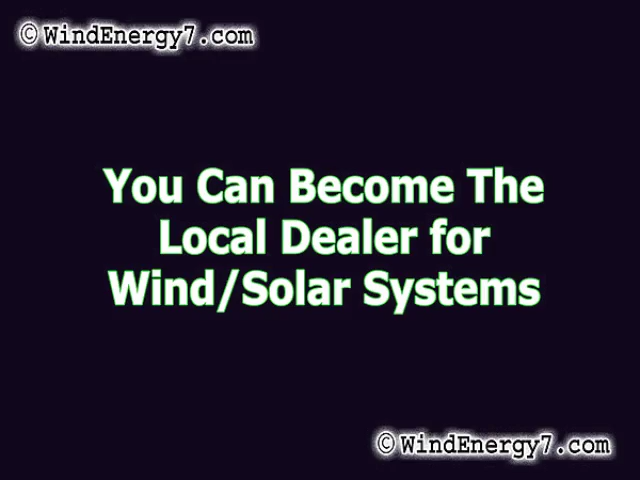 © WindEnergy7.com
You Can Become The
Local Dealer for
Wind/Solar Systems
© WindEnergy7.com